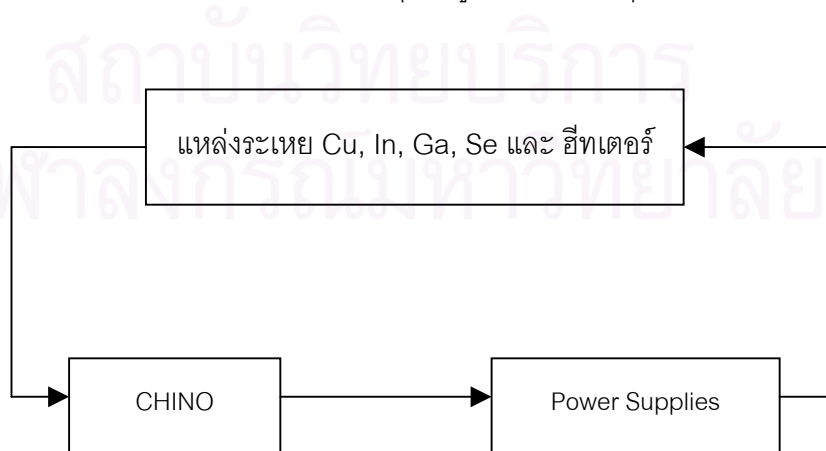 สถาบันวิทยบริการ
แหล่งระเหย Cu, In, Ga, Se และ ฮีทเตอร์
ฬาลงกรณ์มหาวิทยาลัย
CHINO
Power Supplies